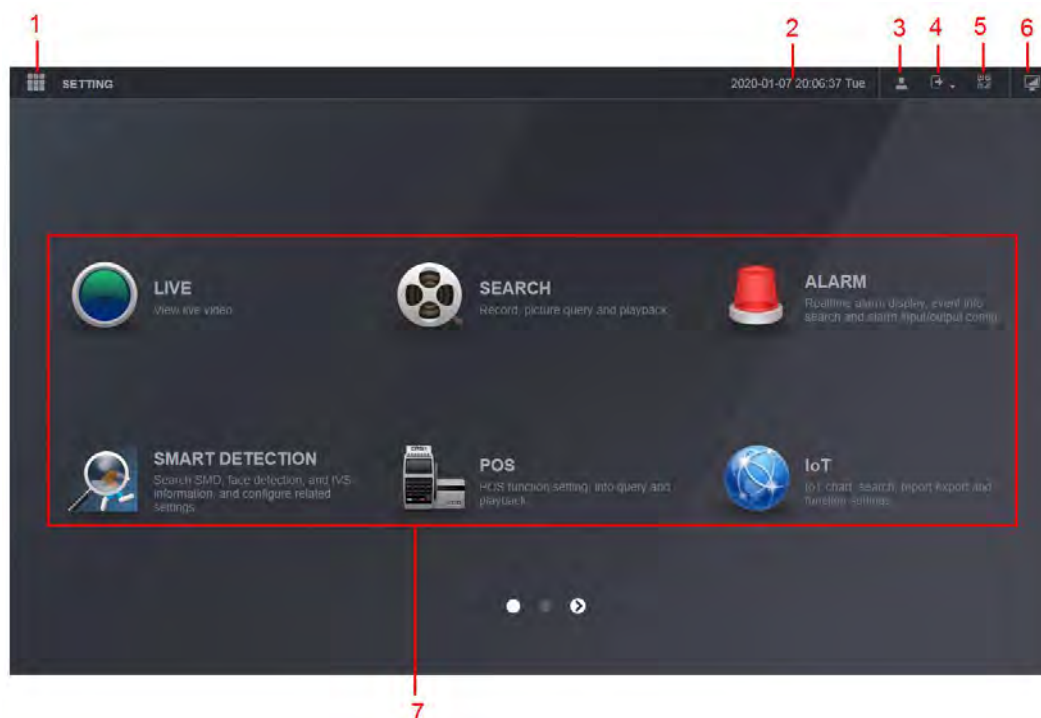 1 2 3 4 5 6
SETTING 2020-01-07 20:06:37 Tue
LIVE
View live video
SEARCH
Record, picture query and playback
ALARM
Realtime alarm display, event info
search and alarm input/output config
SMART DETECTION
Search SMD, face detection, and IVS
information, and configure related
settings
POS
POS function setting, info query and
playback
IoT
IoT chart, search, report export and
function settings
7